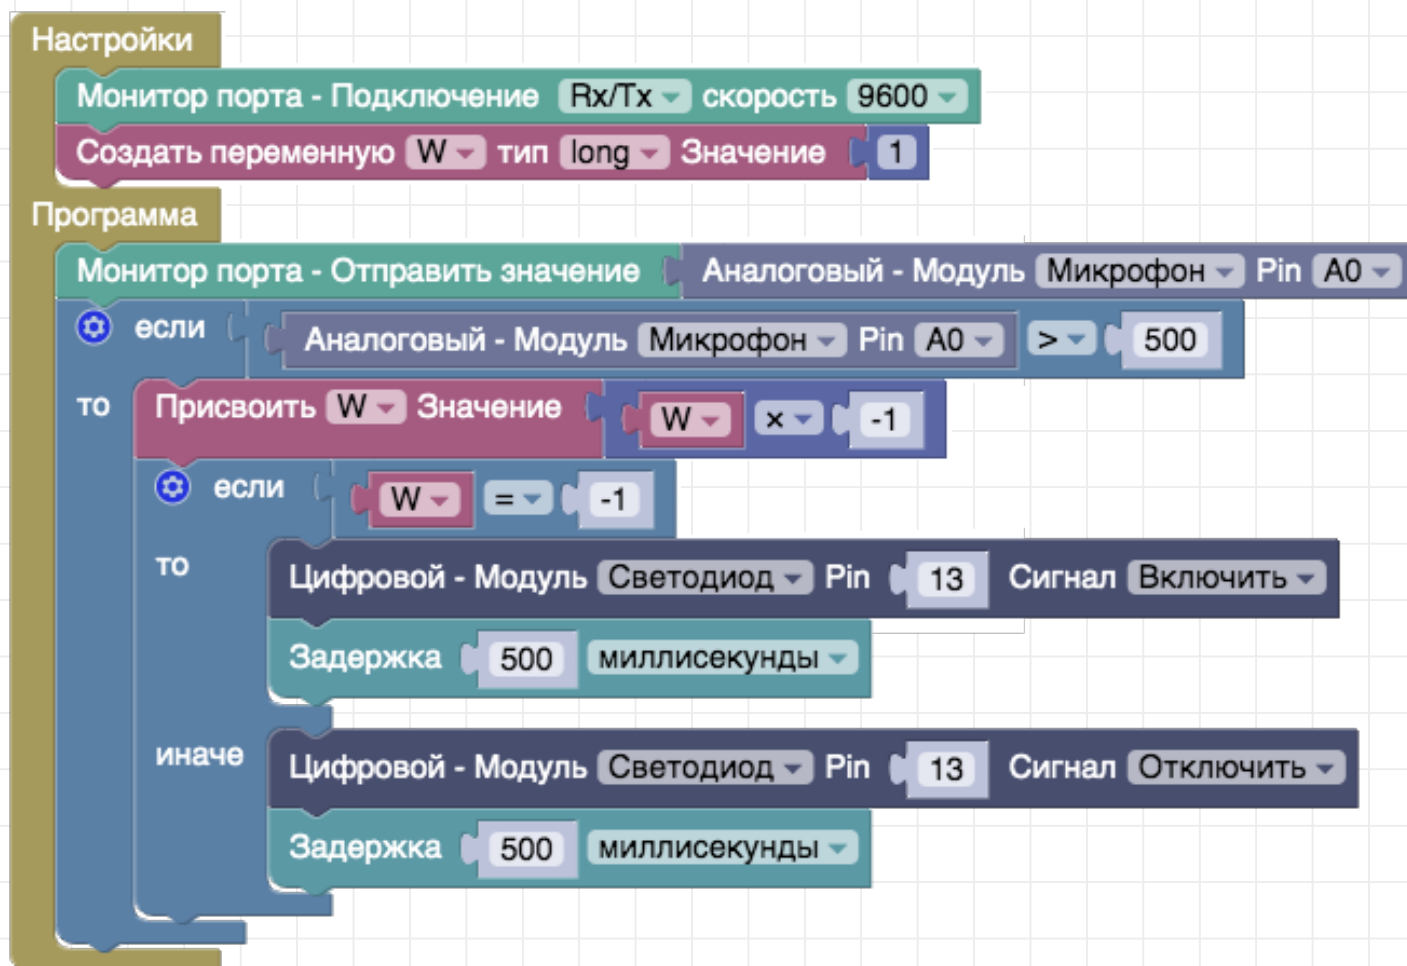 Настройки
Монитор порта - Подключение Rx/Tx скорость 9600
Создать переменную W тип long Значение 1
Программа
Монитор порта - Отправить значение Аналоговый - Модуль Микрофон Pin A0
если Аналоговый - Модуль Микрофон Pin A0 > 500
то Присвоить W Значение W × -1
если W = -1
то Цифровой - Модуль Светодиод Pin 13 Сигнал Включить
Задержка 500 миллисекунды
иначе Цифровой - Модуль Светодиод Pin 13 Сигнал Отключить
Задержка 500 миллисекунды